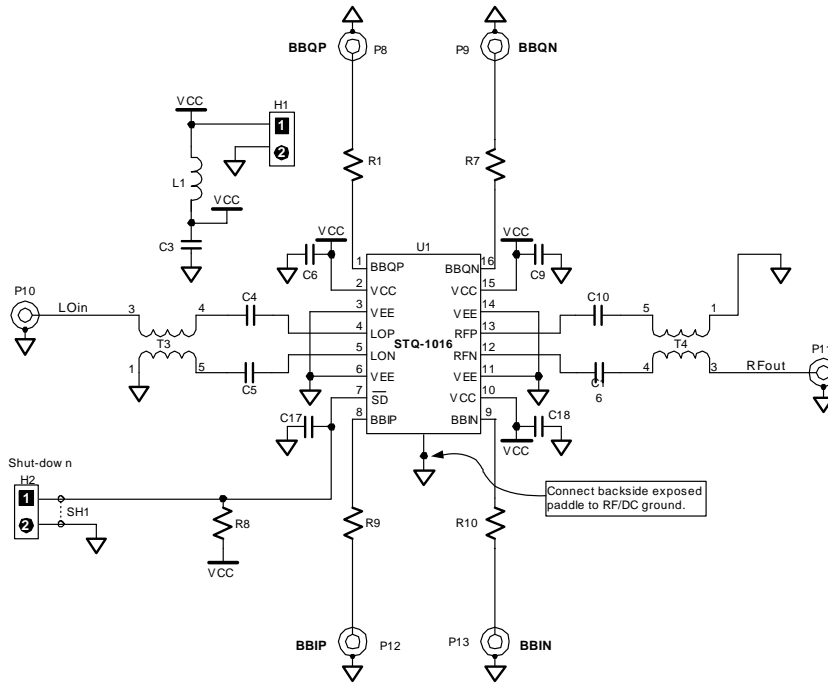 BBQP
P8
P9
BBQN
VCC
H1
1
2
L1
VCC
C3
R1
R7
U1
VCC
C6
VCC
C9
1
BBQP
BBQN
16
2
VCC
VCC
15
3
VEE
VEE
14
4
LOP
RFP
13
STQ-1016
5
LON
RFN
12
6
VEE
VEE
11
7
SD
VCC
10
8
BBIP
BBIN
9
P10
LOin
3
4
C4
T3
1
5
C5
C10
5
1
T4
C1
6
4
3
RFout
P11
C17
C18
VCC
Shut-down
H2
1
2
SH1
R8
VCC
R9
R10
Connect backside exposed
paddle to RF/DC ground.
BBIP
P12
P13
BBIN